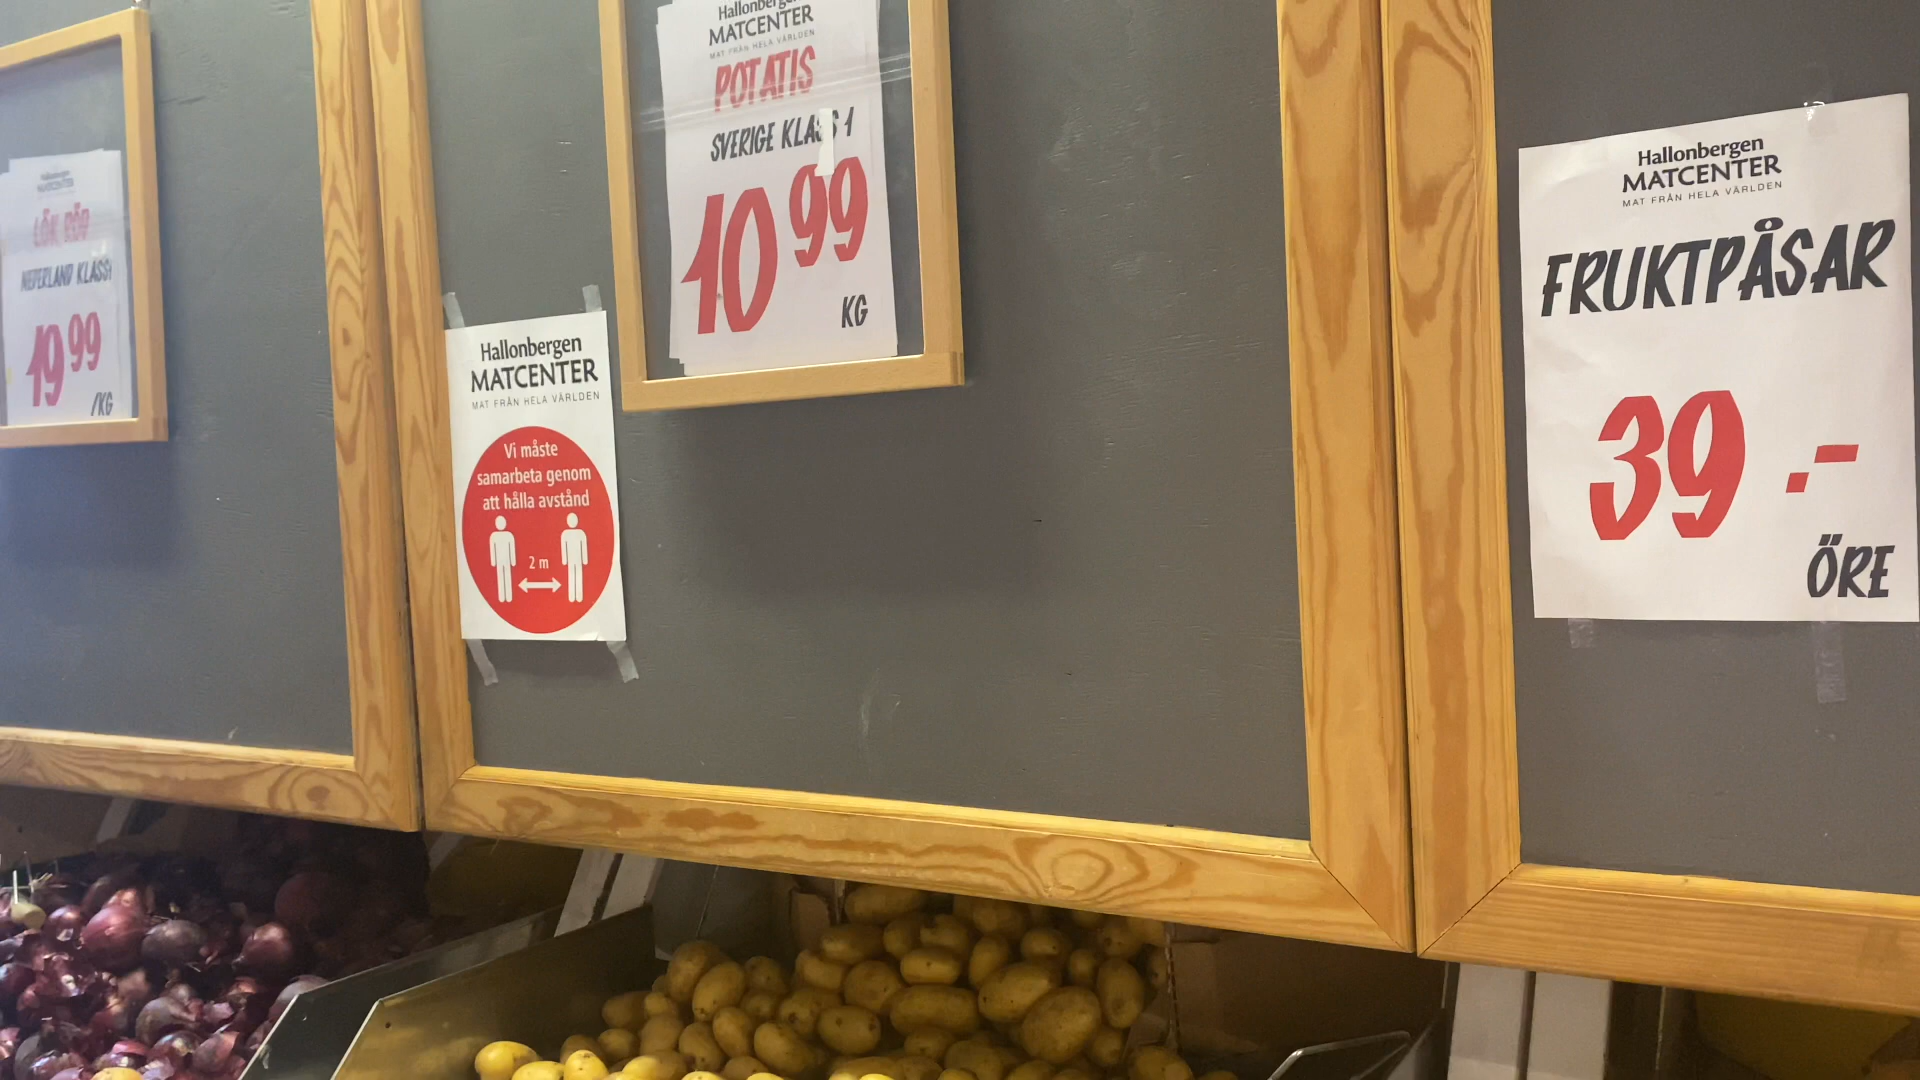 Hallonbergen
MATCENTER
LÖK RÖD
NEDERLAND KLASS1
19 99
/KG
Hallonbergen
MATCENTER
MAT FRÅN HELA VÄRLDEN
Vi måste
samarbeta genom
att hålla avstånd
2 m
Hallonbergen
MATCENTER
MAT FRÅN HELA VÄRLDEN
POTATIS
SVERIGE KLASS 1
10 99
KG
Hallonbergen
MATCENTER
MAT FRÅN HELA VÄRLDEN
FRUKTPÅSAR
39 .-
ÖRE